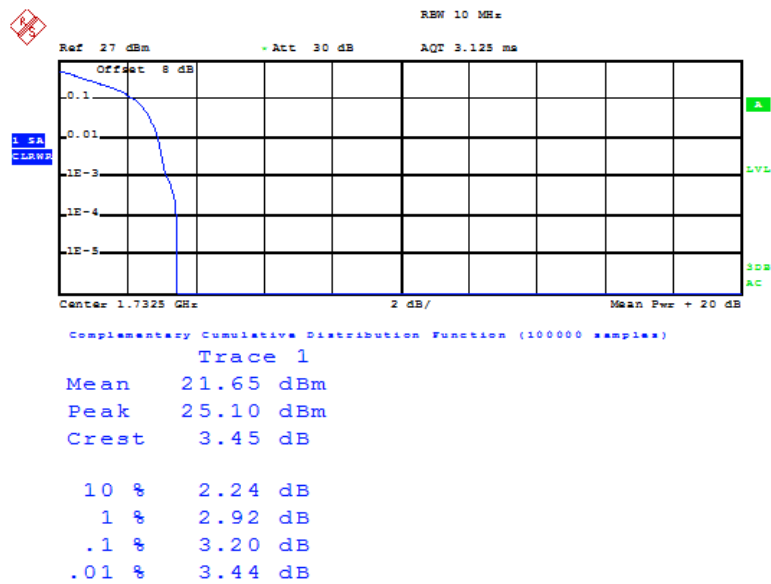 RBW 10 MHz
Ref 27 dBm Att 30 dB AQT 3.125 ms
Offset 8 dB
0.1
A
0.01
1 SA
CLRWR
1E-3
LVL
1E-4
1E-5
3DB
AC
Center 1.7325 GHz 2 dB/ Mean Pwr + 20 dB
Complementary Cumulative Distribution Function (100000 samples)
Trace 1
Mean 21.65 dBm
Peak 25.10 dBm
Crest 3.45 dB
10 % 2.24 dB
1 % 2.92 dB
.1 % 3.20 dB
.01 % 3.44 dB